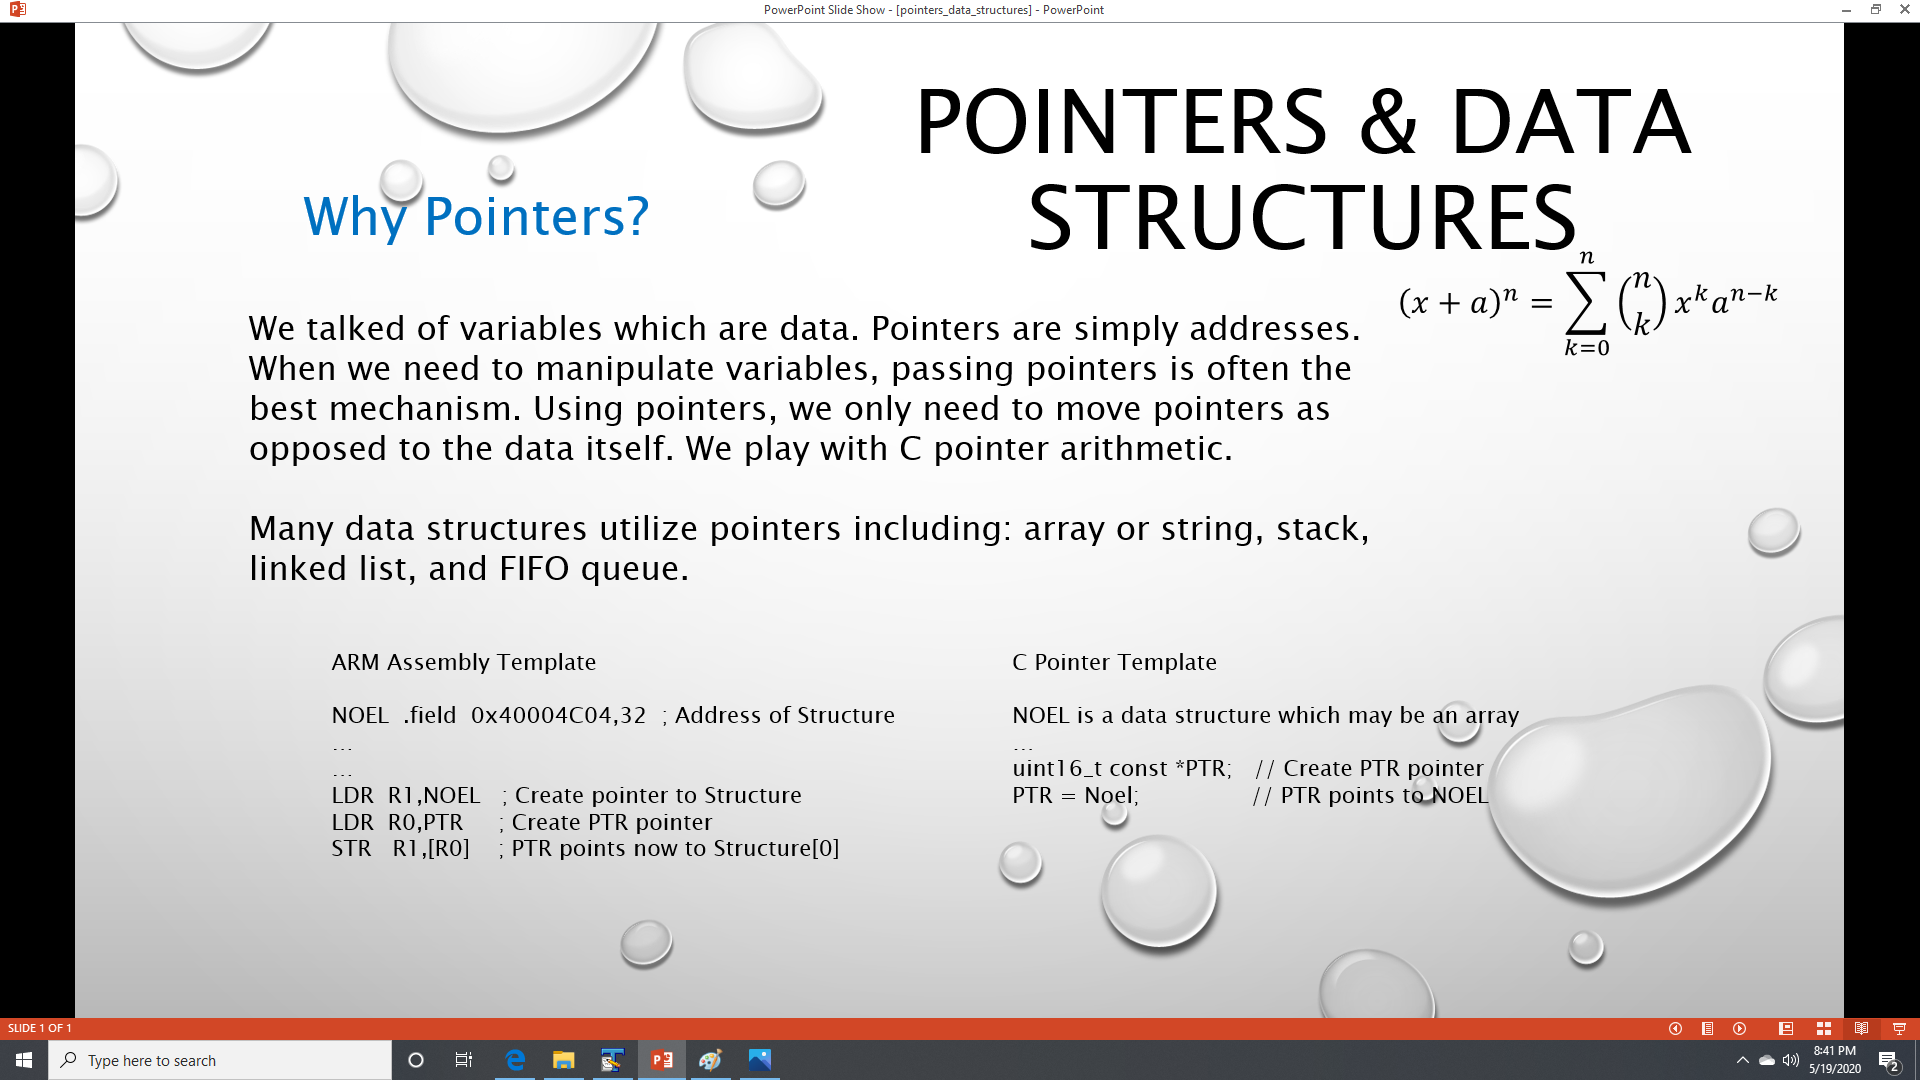 PowerPoint Slide Show - [pointers_data_structures] - PowerPoint
POINTERS & DATA
STRUCTURES
Why Pointers?
(x + a)^n = ∑_{k=0}^{n} (n k) x^k a^{n−k}
We talked of variables which are data. Pointers are simply addresses.
When we need to manipulate variables, passing pointers is often the
best mechanism. Using pointers, we only need to move pointers as
opposed to the data itself. We play with C pointer arithmetic.
Many data structures utilize pointers including: array or string, stack,
linked list, and FIFO queue.
ARM Assembly Template
NOEL .field 0x40004C04,32 ; Address of Structure
...
...
LDR R1,NOEL ; Create pointer to Structure
LDR R0,PTR ; Create PTR pointer
STR R1,[R0] ; PTR points now to Structure[0]
C Pointer Template
NOEL is a data structure which may be an array
...
uint16_t const *PTR; // Create PTR pointer
PTR = Noel; // PTR points to NOEL
SLIDE 1 OF 1
Type here to search
8:41 PM
5/19/2020
2